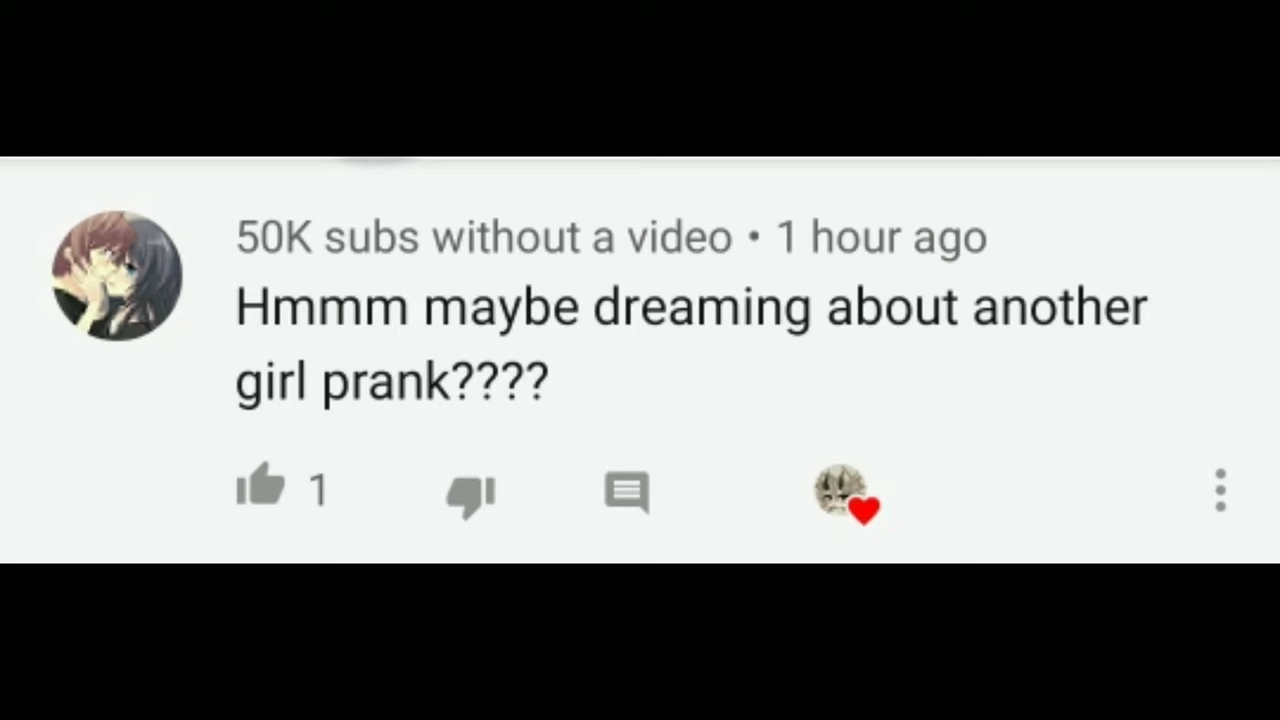 50K subs without a video • 1 hour ago
Hmmm maybe dreaming about another
girl prank????
1